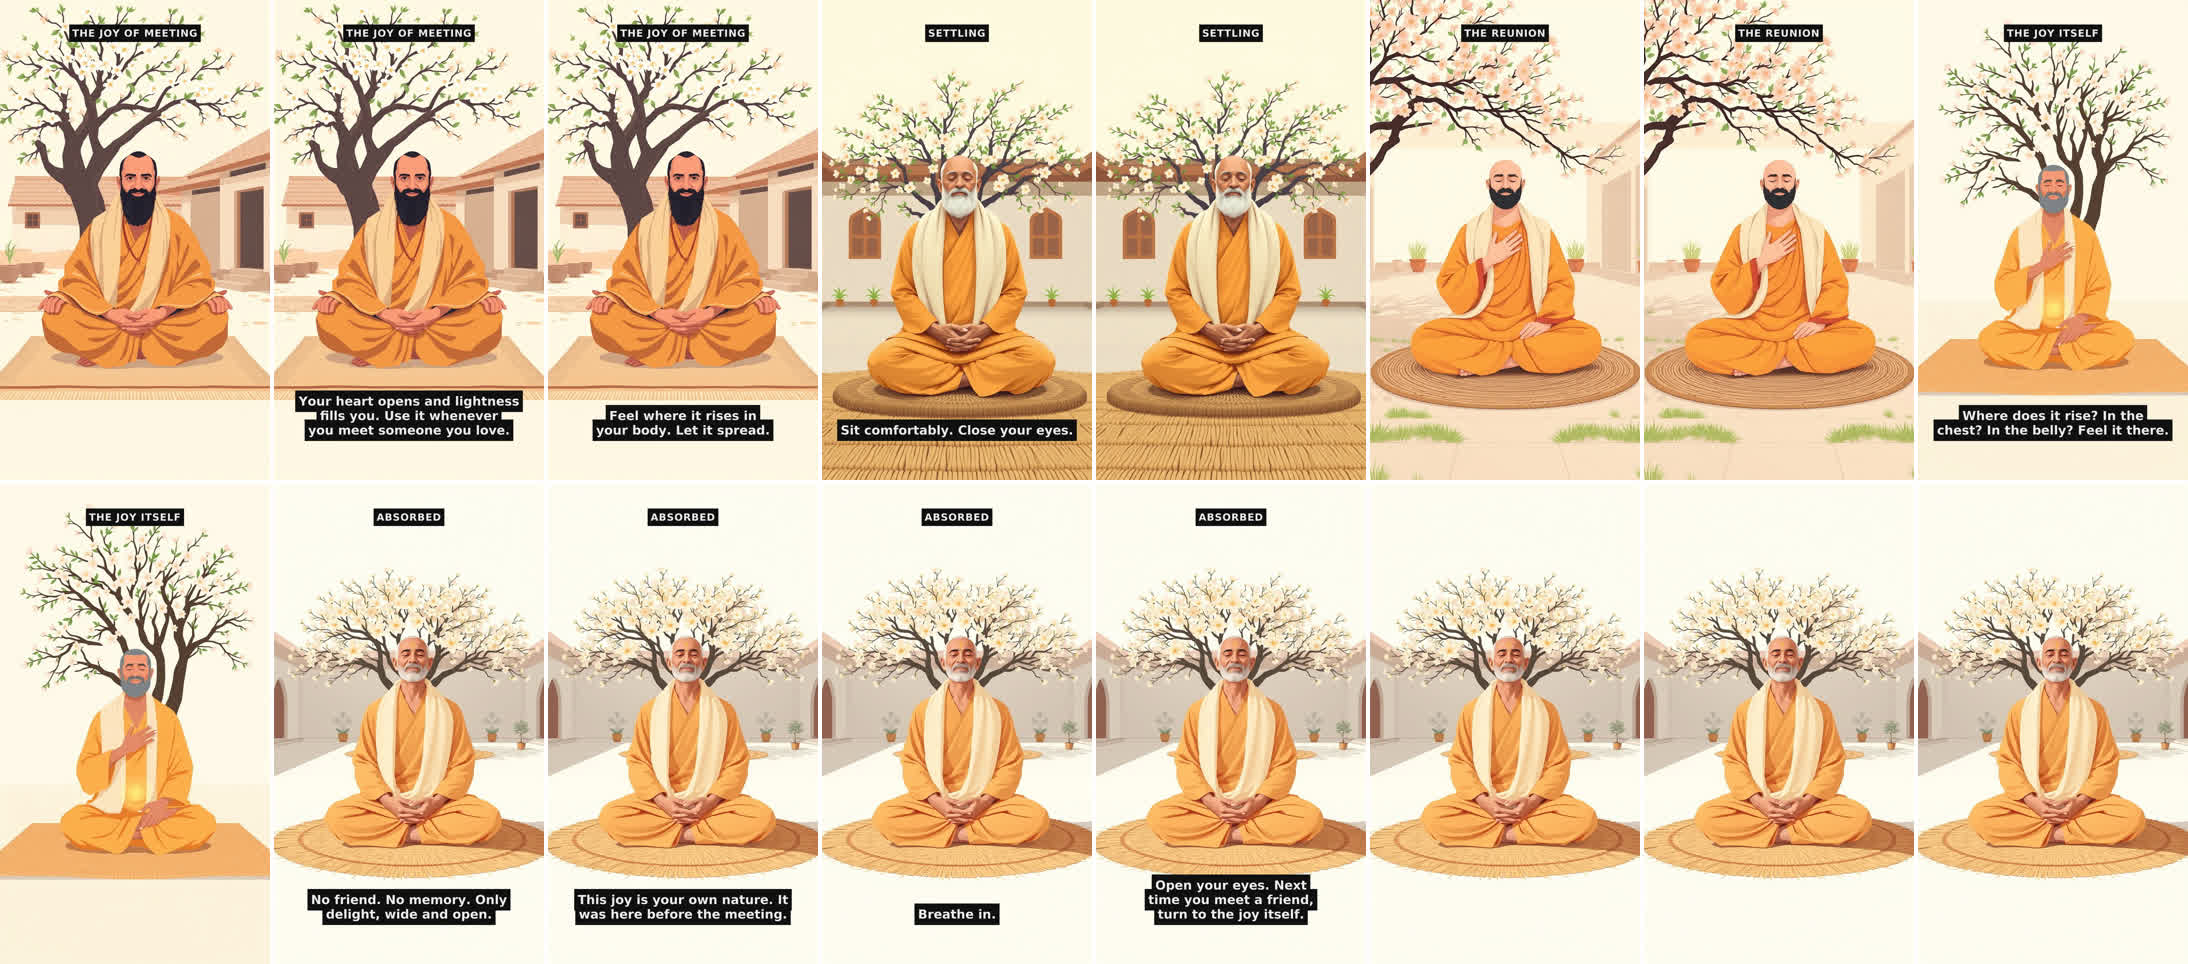 THE JOY OF MEETING
THE JOY OF MEETING
Your heart opens and lightness
fills you. Use it whenever
you meet someone you love.
THE JOY OF MEETING
Feel where it rises in
your body. Let it spread.
SETTLING
Sit comfortably. Close your eyes.
SETTLING
THE REUNION
THE REUNION
THE JOY ITSELF
Where does it rise? In the
chest? In the belly? Feel it there.
THE JOY ITSELF
ABSORBED
No friend. No memory. Only
delight, wide and open.
ABSORBED
This joy is your own nature. It
was here before the meeting.
ABSORBED
Breathe in.
ABSORBED
Open your eyes. Next
time you meet a friend,
turn to the joy itself.